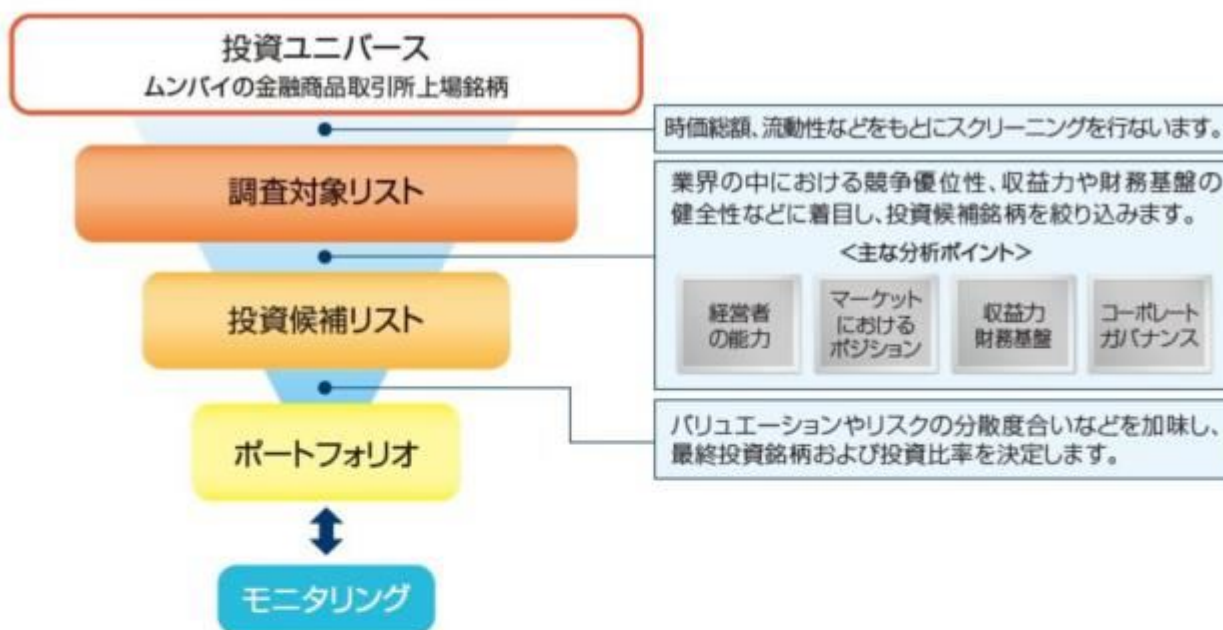 投資ユニバース
ムンバイの金融商品取引所上場銘柄
時価総額、流動性などをもとにスクリーニングを行ないます。
調査対象リスト
業界の中における競争優位性、収益力や財務基盤の
健全性などに着目し、投資候補銘柄を絞り込みます。
＜主な分析ポイント＞
経営者
の能力
マーケット
における
ポジション
収益力
財務基盤
コーポレート
ガバナンス
投資候補リスト
バリュエーションやリスクの分散度合いなどを加味し、
最終投資銘柄および投資比率を決定します。
ポートフォリオ
モニタリング